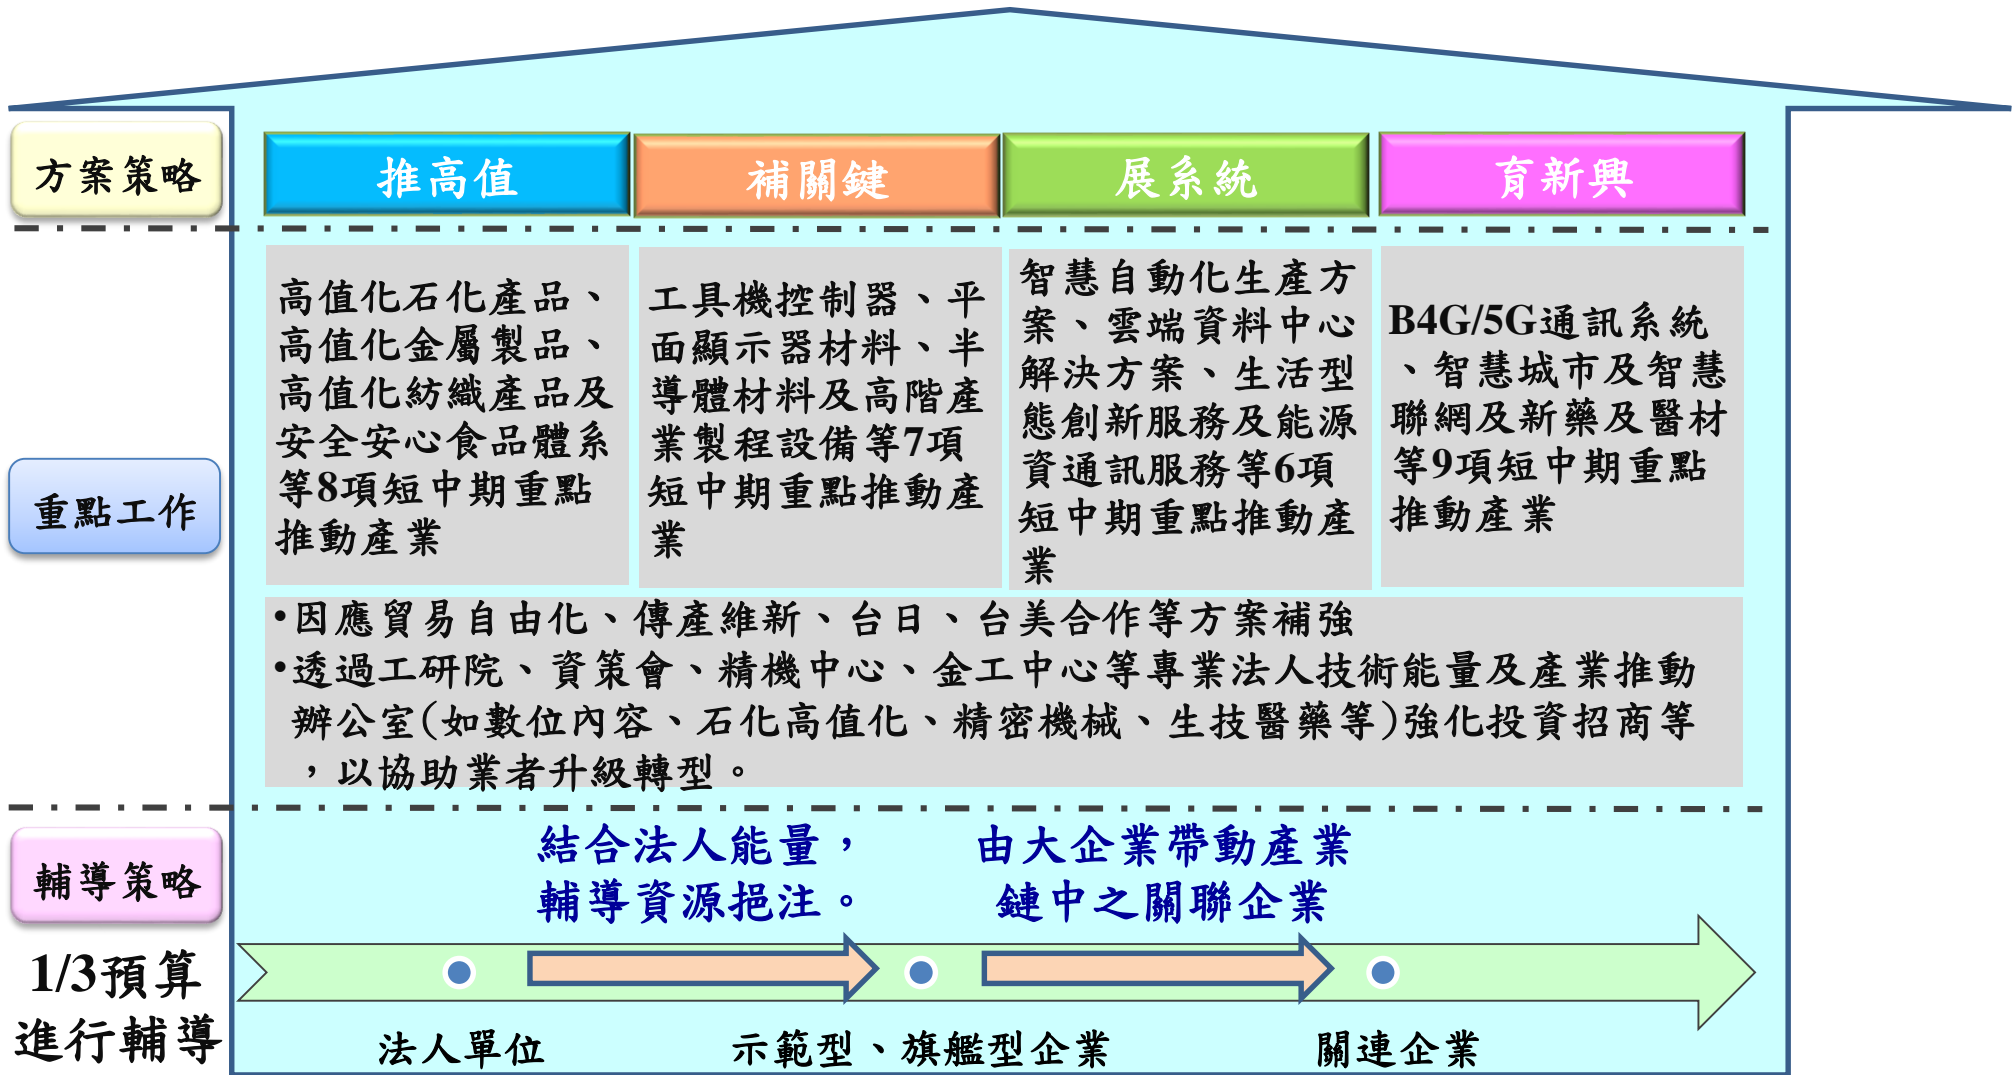 方案策略
推高值
補關鍵
展系統
育新興
重點工作
高值化石化產品、
高值化金屬製品、
高值化紡織產品及
安全安心食品體系
等8項短中期重點
推動產業
工具機控制器、平
面顯示器材料、半
導體材料及高階產
業製程設備等7項
短中期重點推動產
業
智慧自動化生產方
案、雲端資料中心
解決方案、生活型
態創新服務及能源
資通訊服務等6項
短中期重點推動產
業
B4G/5G通訊系統
、智慧城市及智慧
聯網及新藥及醫材
等9項短中期重點
推動產業
•因應貿易自由化、傳產維新、台日、台美合作等方案補強
•透過工研院、資策會、精機中心、金工中心等專業法人技術能量及產業推動
辦公室(如數位內容、石化高值化、精密機械、生技醫藥等)強化投資招商等
，以協助業者升級轉型。
輔導策略
1/3預算
進行輔導
結合法人能量，
輔導資源挹注。
由大企業帶動產業
鏈中之關聯企業
法人單位
示範型、旗艦型企業
關連企業